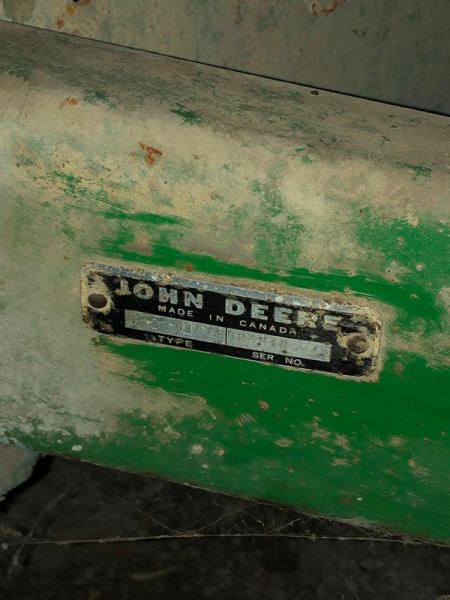 JOHN DEERE
MADE IN CANADA
TYPE SER. NO.